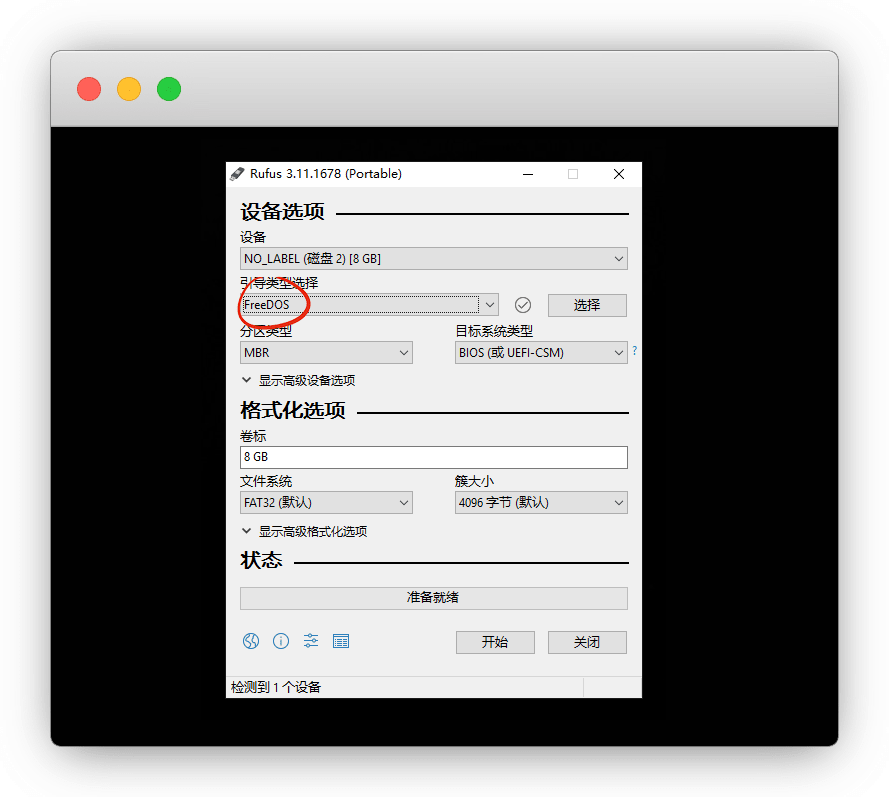 Rufus 3.11.1678 (Portable)
设备选项
设备
NO_LABEL (磁盘 2) [8 GB]
引导类型选择
FreeDOS
选择
分区类型
目标系统类型
MBR
BIOS (或 UEFI-CSM)
?
显示高级设备选项
格式化选项
卷标
8 GB
文件系统
簇大小
FAT32 (默认)
4096 字节 (默认)
显示高级格式化选项
状态
准备就绪
开始
关闭
检测到 1 个设备